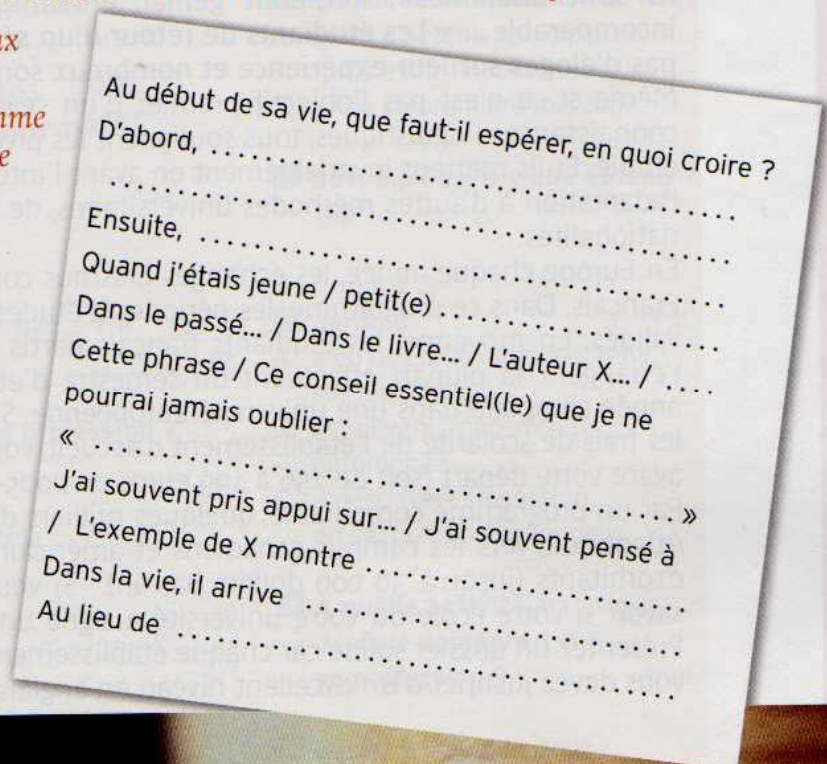 ux
mme
e
Au début de sa vie, que faut-il espérer, en quoi croire ?
D'abord, ..............................
..............................
Ensuite, ..............................
Quand j'étais jeune / petit(e) ..............................
Dans le passé... / Dans le livre... / L'auteur X... / ....
Cette phrase / Ce conseil essentiel(le) que je ne
pourrai jamais oublier :
« .............................. »
J'ai souvent pris appui sur... / J'ai souvent pensé à
/ L'exemple de X montre ..............................
Dans la vie, il arrive ..............................
Au lieu de ..............................
..............................